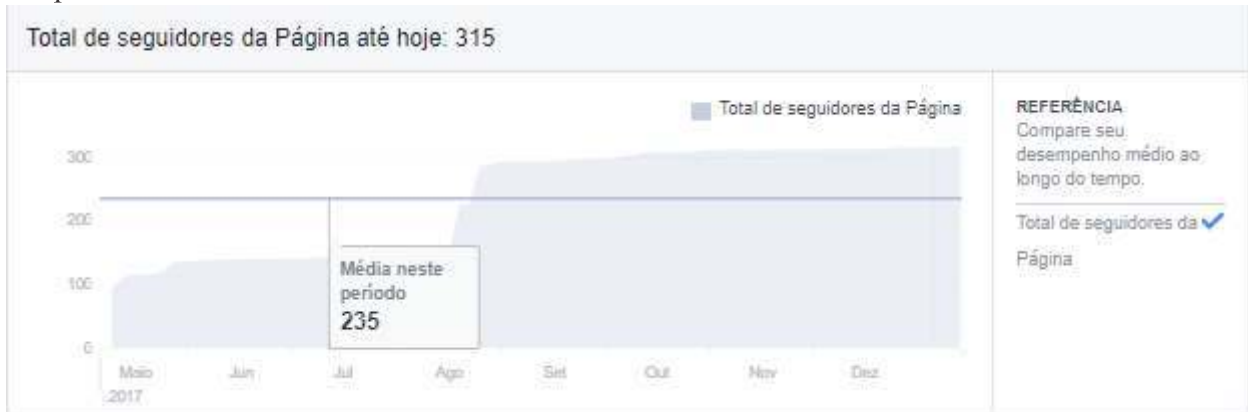 Total de seguidores da Página até hoje: 315
Total de seguidores da Página
300
200
100
0
Média neste
período
235
Maio
2017
Jun
Jul
Ago
Set
Out
Nov
Dez
REFERÊNCIA
Compare seu
desempenho médio ao
longo do tempo.
Total de seguidores da
Página